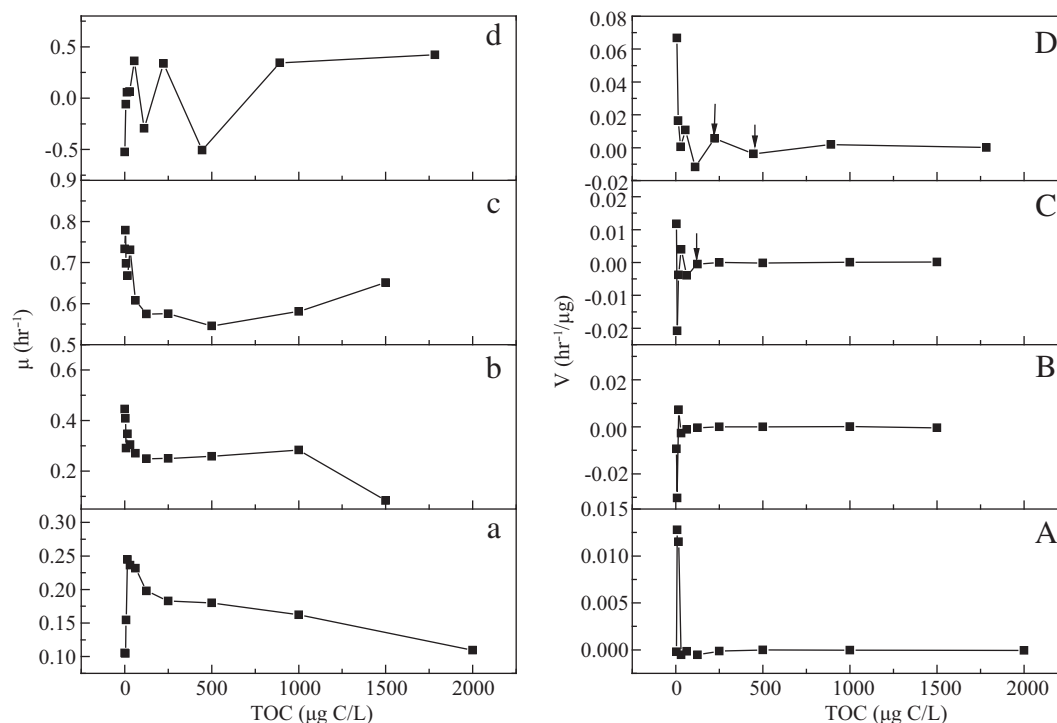 d
0.5
0.0
-0.5
0.9
c
0.8
0.7
0.6
0.5
b
0.6
0.4
0.2
a
0.30
0.25
0.20
0.15
0.10
μ (hr⁻¹)
0 500 1000 1500 2000
TOC (μg C/L)
D
0.08
0.06
0.04
0.02
0.00
-0.02
C
0.02
0.01
0.00
-0.01
-0.02
B
0.02
0.00
-0.02
0.015
A
0.010
0.005
0.000
V (hr⁻¹/μg)
0 500 1000 1500 2000
TOC (μg C/L)